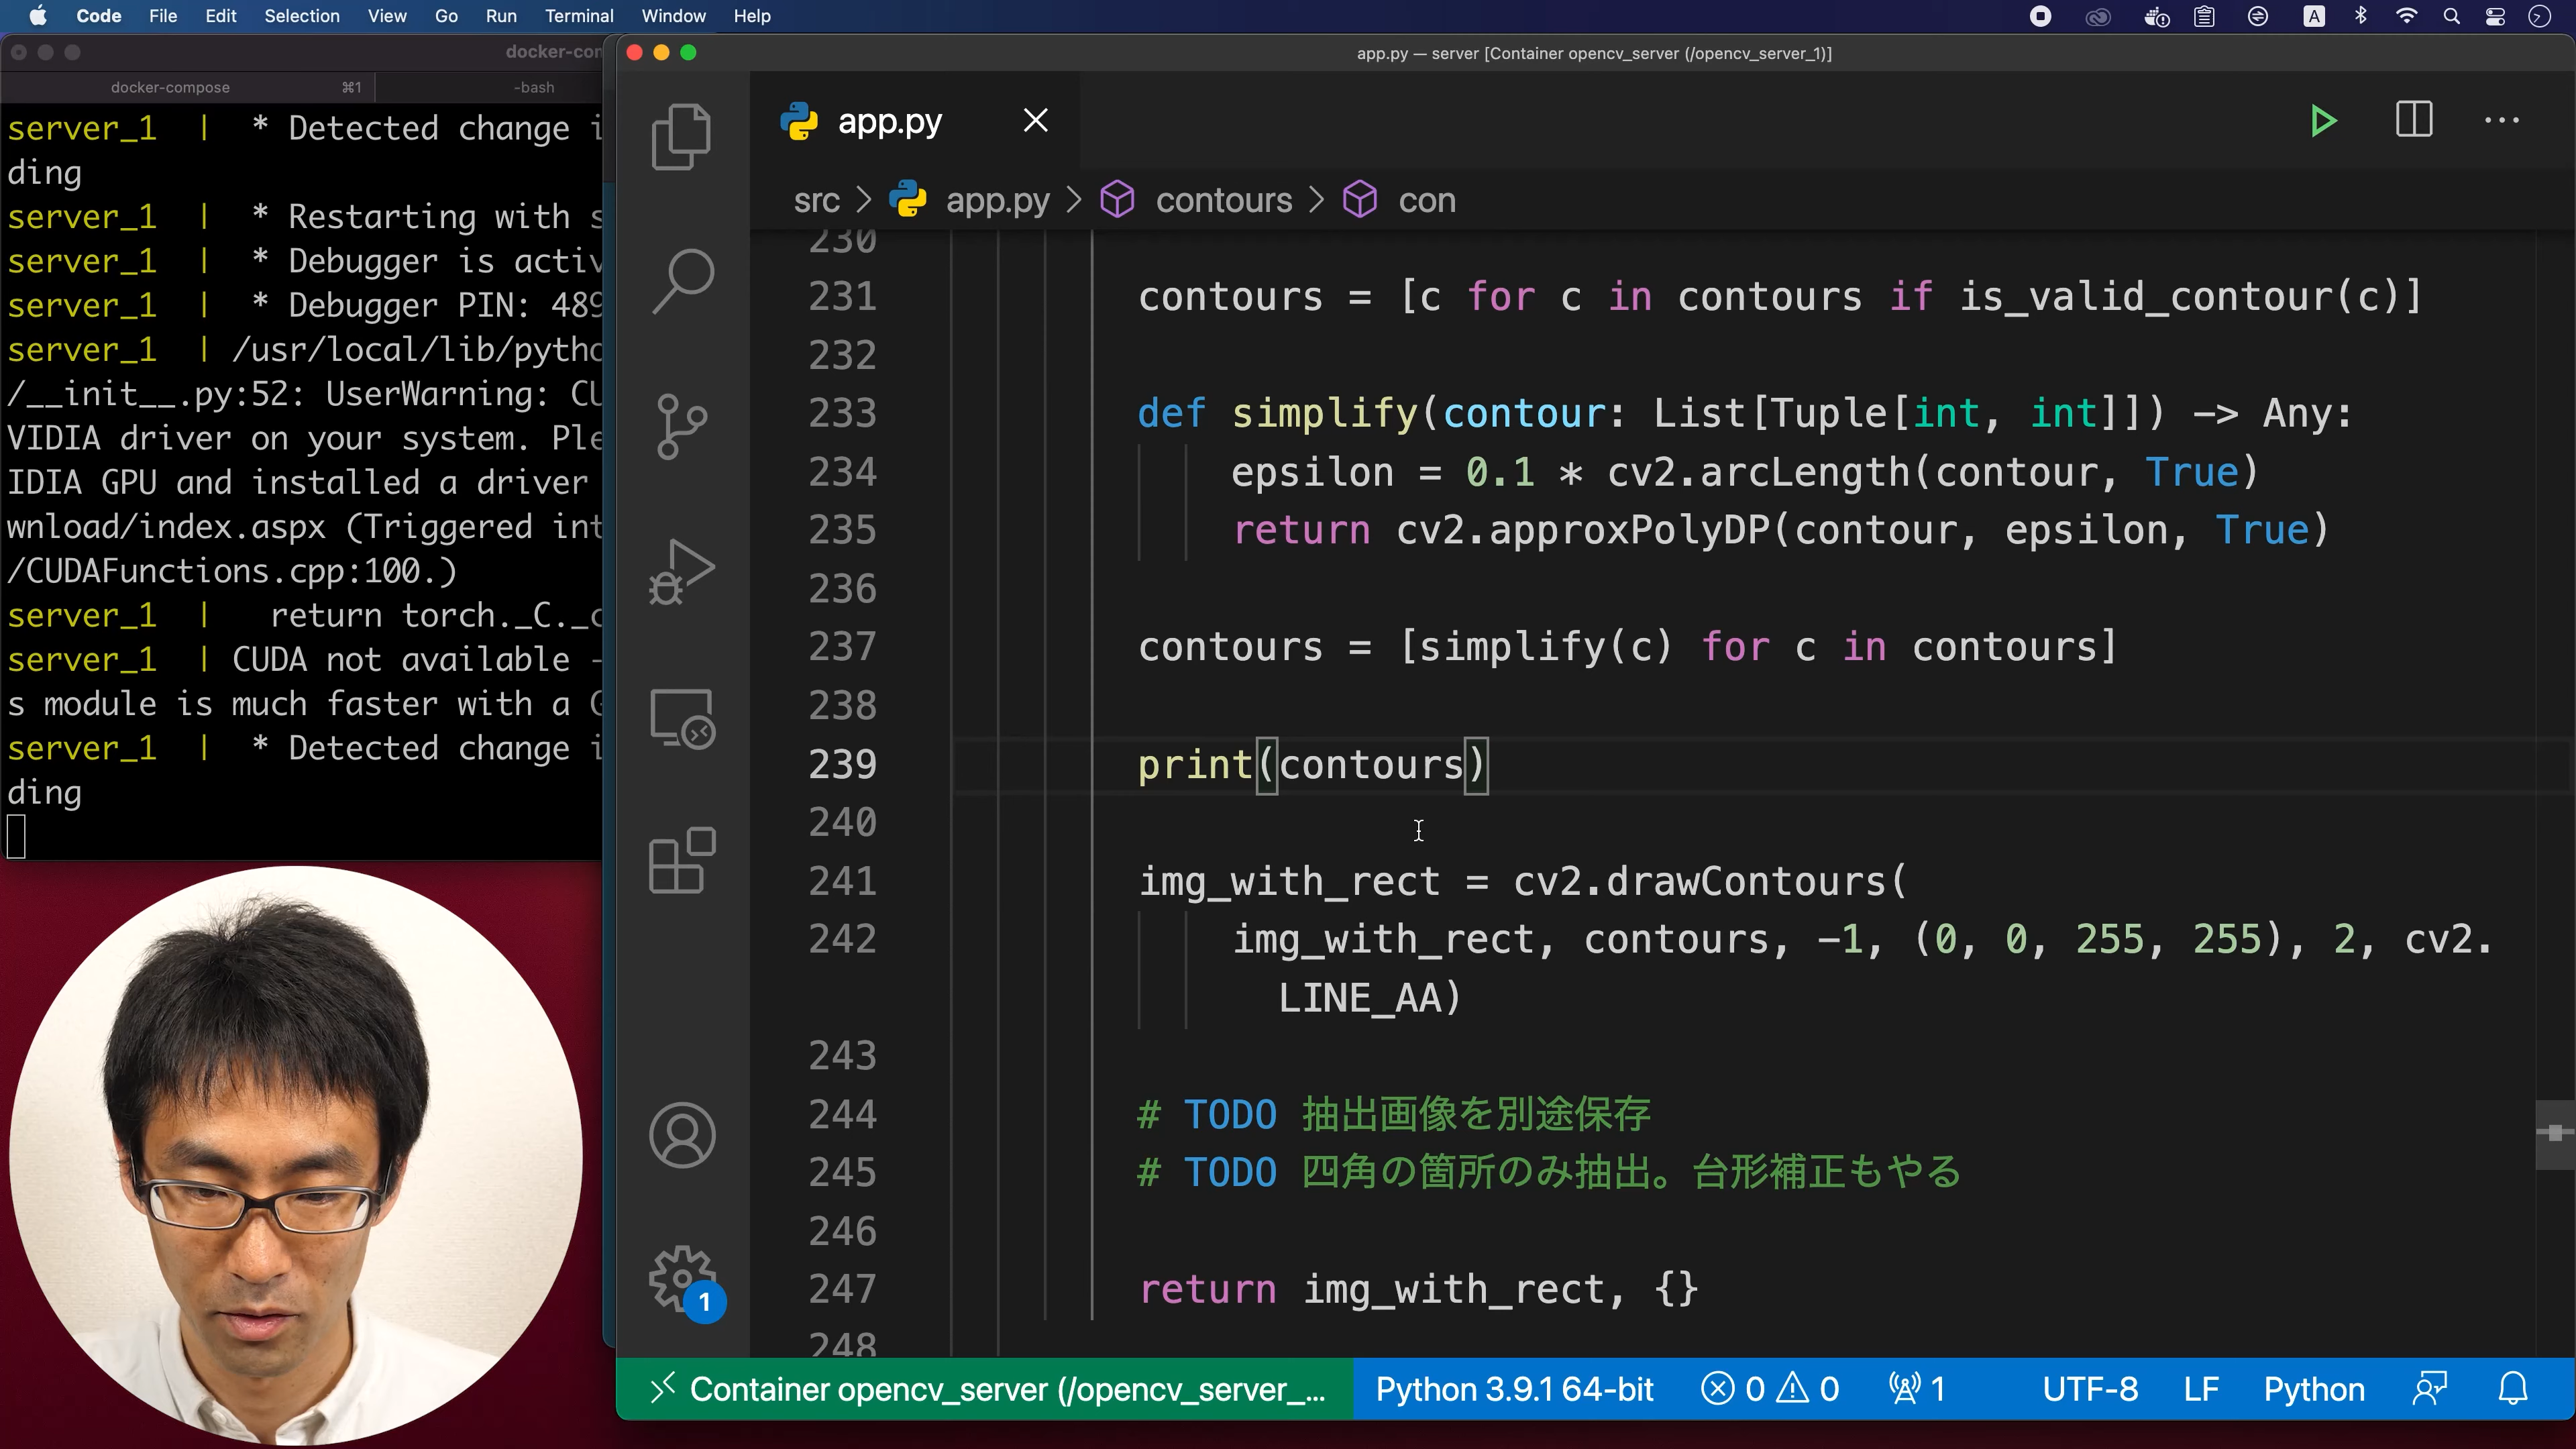 Code File Edit Selection View Go Run Terminal Window Help
A
docker-com
docker-compose ⌘1 -bash
server_1 | * Detected change i
ding
server_1 | * Restarting with s
server_1 | * Debugger is activ
server_1 | * Debugger PIN: 489
server_1 | /usr/local/lib/pytho
/__init__.py:52: UserWarning: CU
VIDIA driver on your system. Ple
IDIA GPU and installed a driver
wnload/index.aspx (Triggered int
/CUDAFunctions.cpp:100.)
server_1 | return torch._C._c
server_1 | CUDA not available -
s module is much faster with a G
server_1 | * Detected change i
ding
app.py — server [Container opencv_server (/opencv_server_1)]
app.py
src > app.py > contours > con
230
231 contours = [c for c in contours if is_valid_contour(c)]
232
233 def simplify(contour: List[Tuple[int, int]]) -> Any:
234 epsilon = 0.1 * cv2.arcLength(contour, True)
235 return cv2.approxPolyDP(contour, epsilon, True)
236
237 contours = [simplify(c) for c in contours]
238
239 print(contours)
240
241 img_with_rect = cv2.drawContours(
242 img_with_rect, contours, -1, (0, 0, 255, 255), 2, cv2.
LINE_AA)
243
244 # TODO 抽出画像を別途保存
245 # TODO 四角の箇所のみ抽出。台形補正もやる
246
247 return img_with_rect, {}
248
1
Container opencv_server (/opencv_server_... Python 3.9.1 64-bit 0 0 1 UTF-8 LF Python